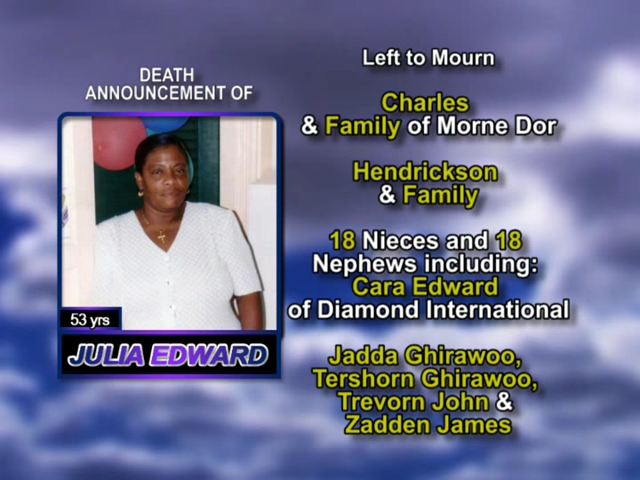 DEATH
ANNOUNCEMENT OF
53 yrs
JULIA EDWARD
Left to Mourn
Charles
& Family of Morne Dor
Hendrickson
& Family
18 Nieces and 18
Nephews including:
Cara Edward
of Diamond International
Jadda Ghirawoo,
Tershorn Ghirawoo,
Trevorn John &
Zadden James